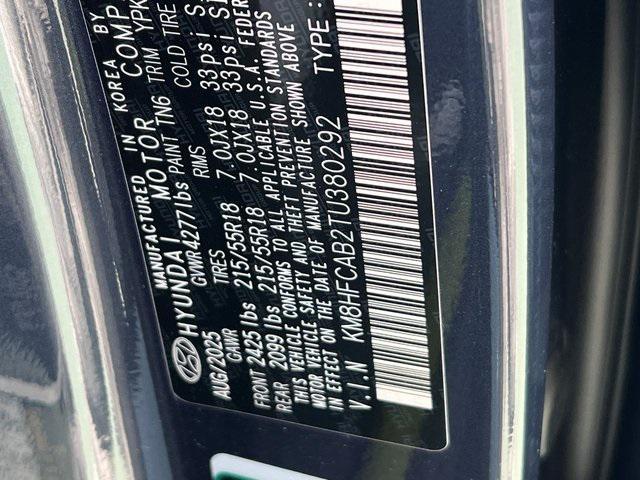 MANUFACTURED IN KOREA BY
HYUNDAI MOTOR COMP
GVWR 4277lbs PAINT TN6 TRIM YPK
AUG/2025 TIRES RIMS COLD TIRE
GAWR
FRONT 2425 lbs 215/55R18 7.0JX18 33psi Si
REAR 2099 lbs 215/55R18 7.0JX18 33psi Si
THIS VEHICLE CONFORMS TO ALL APPLICABLE U.S.A. FEDER
MOTOR VEHICLE SAFETY AND THEFT PREVENTION STANDARDS
IN EFFECT ON THE DATE OF MANUFACTURE SHOWN ABOVE
V.I.N KM8HFCAB2TU380292 TYPE: